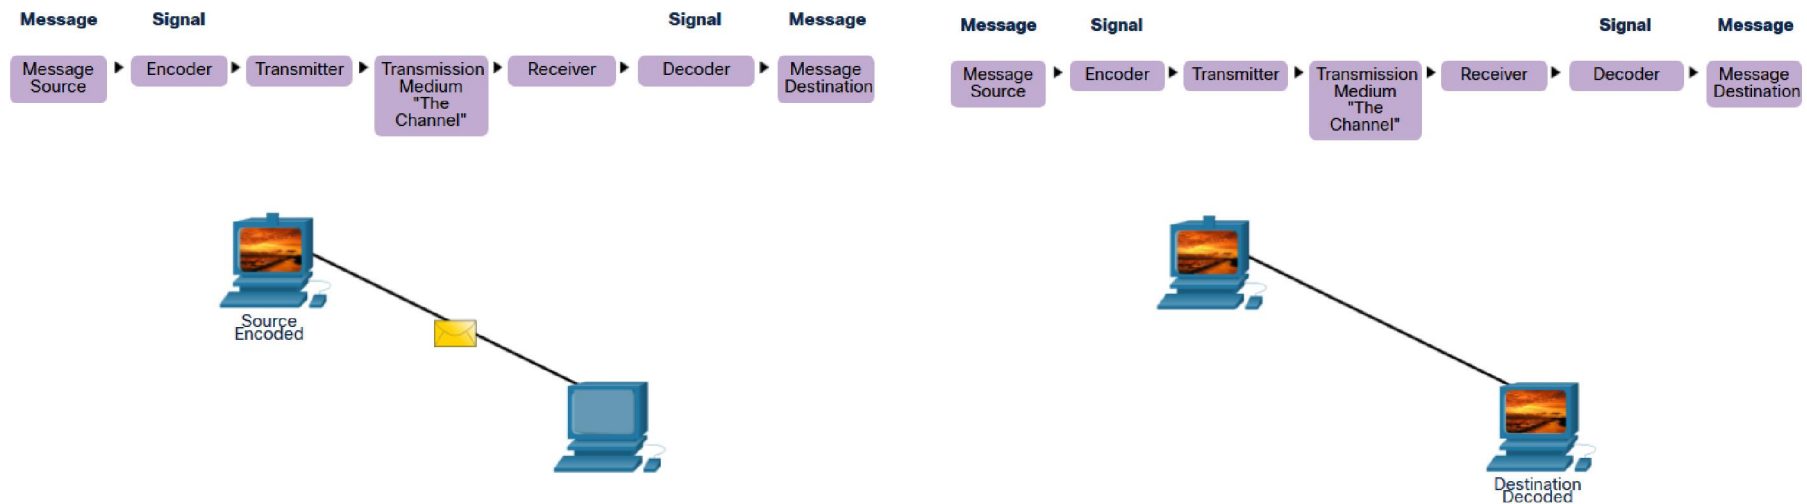 Message Signal Signal Message
Message Source
Encoder
Transmitter
Transmission Medium "The Channel"
Receiver
Decoder
Message Destination
Source
Encoded
Message Signal Signal Message
Message Source
Encoder
Transmitter
Transmission Medium "The Channel"
Receiver
Decoder
Message Destination
Destination
Decoded